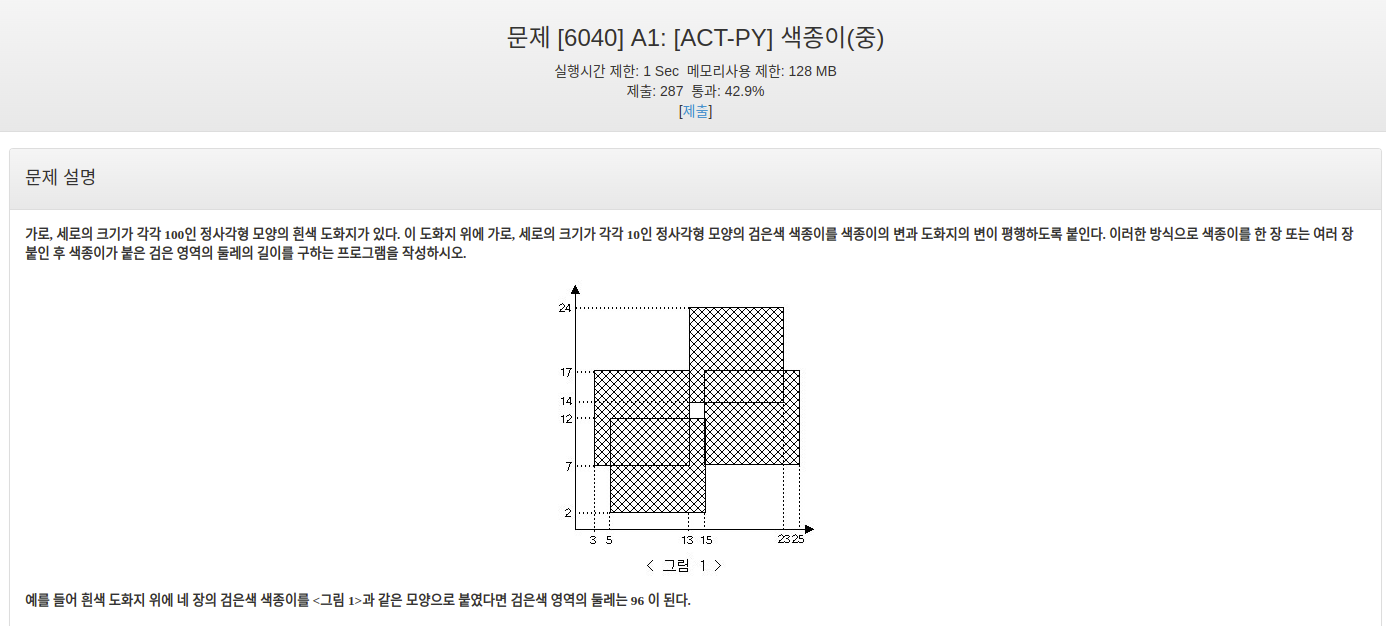 문제 [6040] A1: [ACT-PY] 색종이(중)
실행시간 제한: 1 Sec 메모리사용 제한: 128 MB
제출: 287 통과: 42.9%
[제출]
문제 설명
가로, 세로의 크기가 각각 100인 정사각형 모양의 흰색 도화지가 있다. 이 도화지 위에 가로, 세로의 크기가 각각 10인 정사각형 모양의 검은색 색종이를 색종이의 변과 도화지의 변이 평행하도록 붙인다. 이러한 방식으로 색종이를 한 장 또는 여러 장
붙인 후 색종이가 붙은 검은 영역의 둘레의 길이를 구하는 프로그램을 작성하시오.
24
17
14
12
7
2
3 5 13 15 23 25
< 그림 1 >
예를 들어 흰색 도화지 위에 네 장의 검은색 색종이를 <그림 1>과 같은 모양으로 붙였다면 검은색 영역의 둘레는 96 이 된다.